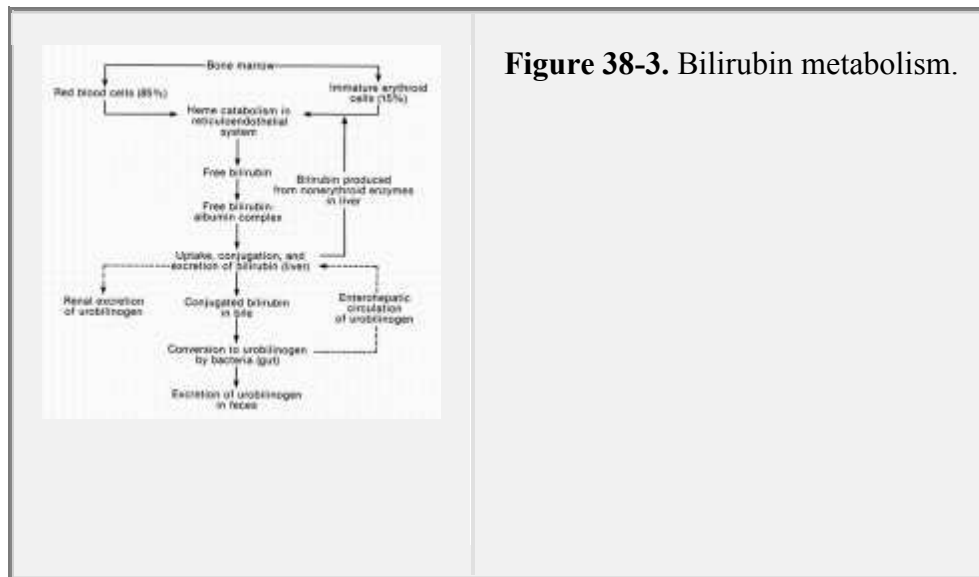 Bone marrow
Red blood cells (85%)
Immature erythroid
cells (15%)
Heme catabolism in
reticuloendothelial
system
Free bilirubin
Bilirubin produced
from nonerythroid enzymes
in liver
Free bilirubin-
albumin complex
Uptake, conjugation, and
excretion of bilirubin (liver)
Renal excretion
of urobilinogen
Conjugated bilirubin
in bile
Enterohepatic
circulation
of urobilinogen
Conversion to urobilinogen
by bacteria (gut)
Excretion of urobilinogen
in feces
Figure 38-3. Bilirubin metabolism.